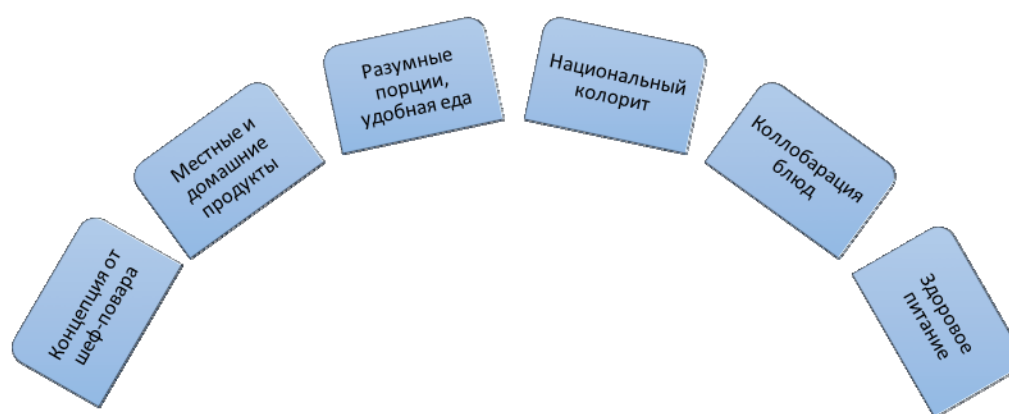 Концепция от
шеф-повара
Местные и
домашние
продукты
Разумные
порции,
удобная еда
Национальный
колорит
Коллобарация
блюд
Здоровое
питание